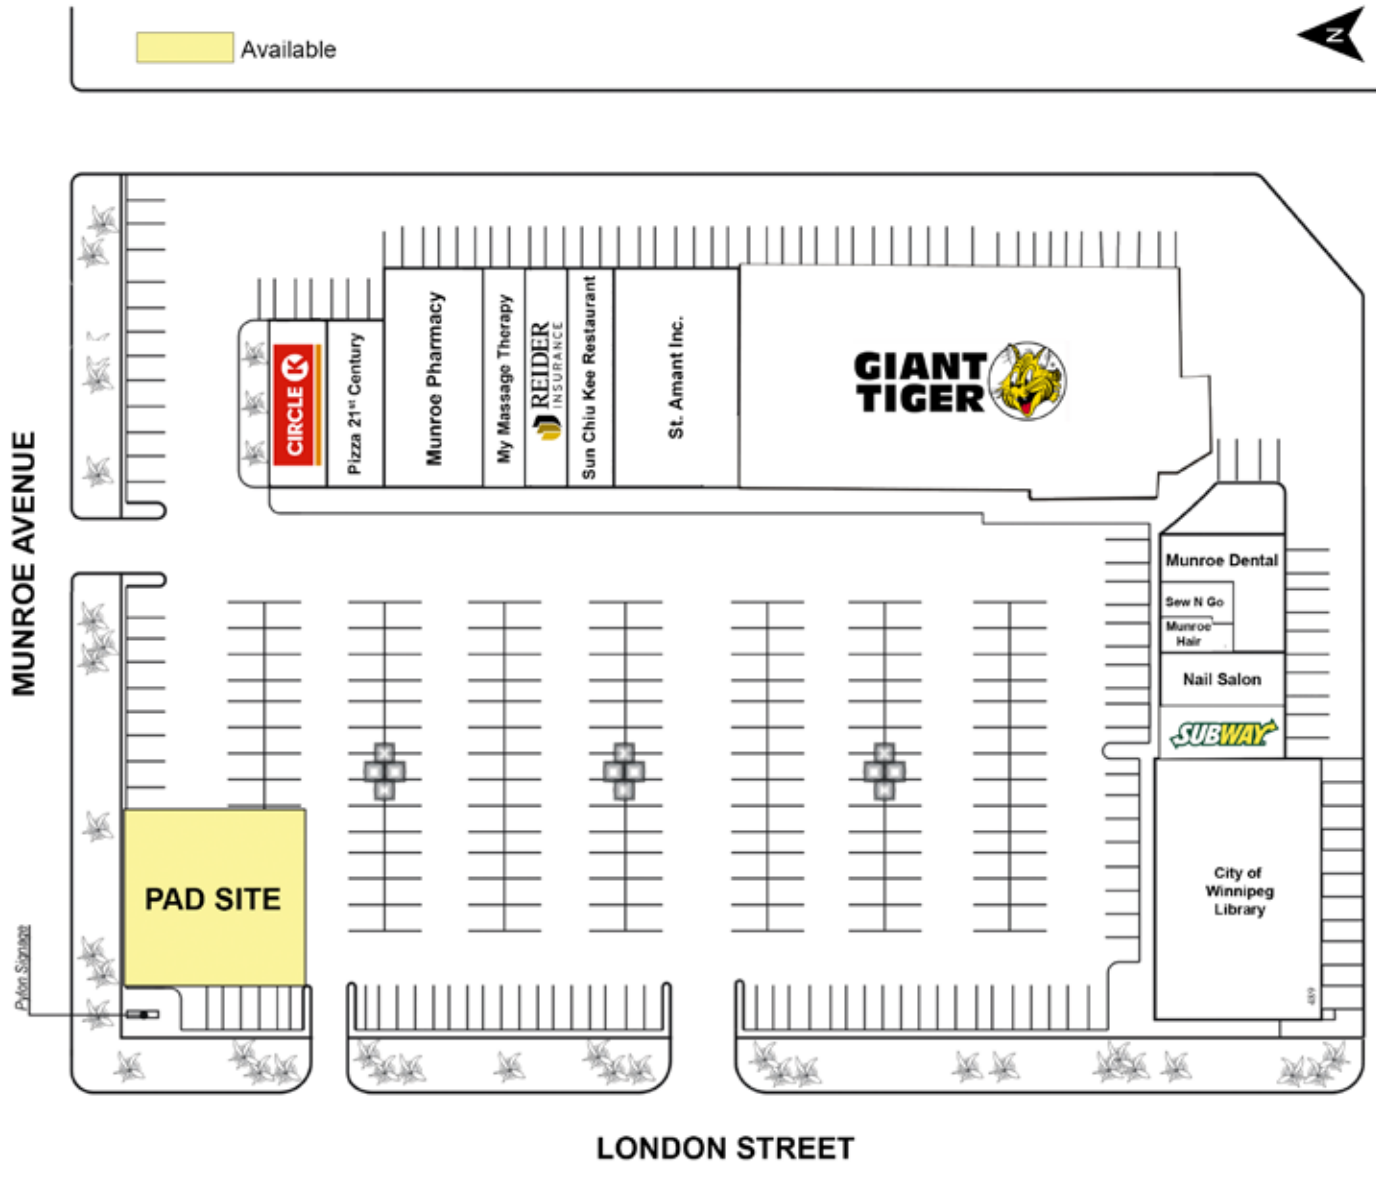 Available
N
MUNROE AVENUE
CIRCLE K
Pizza 21st Century
Munroe Pharmacy
My Massage Therapy
REIDER
INSURANCE
Sun Chiu Kee Restaurant
St. Amant Inc.
GIANT
TIGER
Munroe Dental
Sew N Go
Munroe
Hair
Nail Salon
SUBWAY
City of
Winnipeg
Library
PAD SITE
Pylon Signage
LONDON STREET